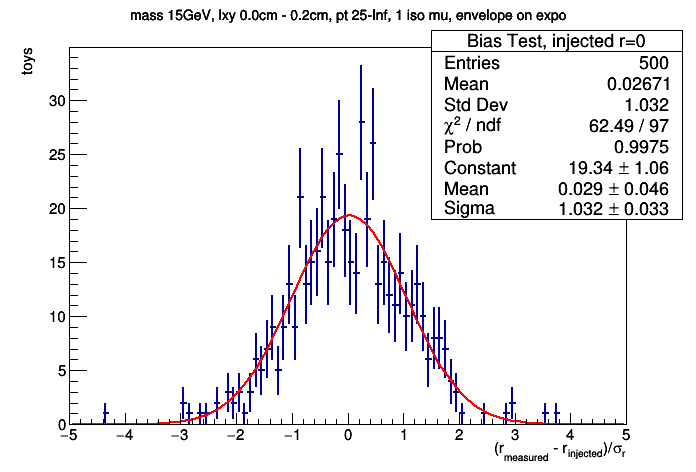 mass 15GeV, lxy 0.0cm - 0.2cm, pt 25-Inf, 1 iso mu, envelope on expo
toys
Bias Test, injected r=0
Entries 500
Mean 0.02671
Std Dev 1.032
χ² / ndf 62.49 / 97
Prob 0.9975
Constant 19.34 ± 1.06
Mean 0.029 ± 0.046
Sigma 1.032 ± 0.033
30
25
20
15
10
5
0
−5 −4 −3 −2 −1 0 1 2 3 4 5
(r_measured - r_injected)/σ_r